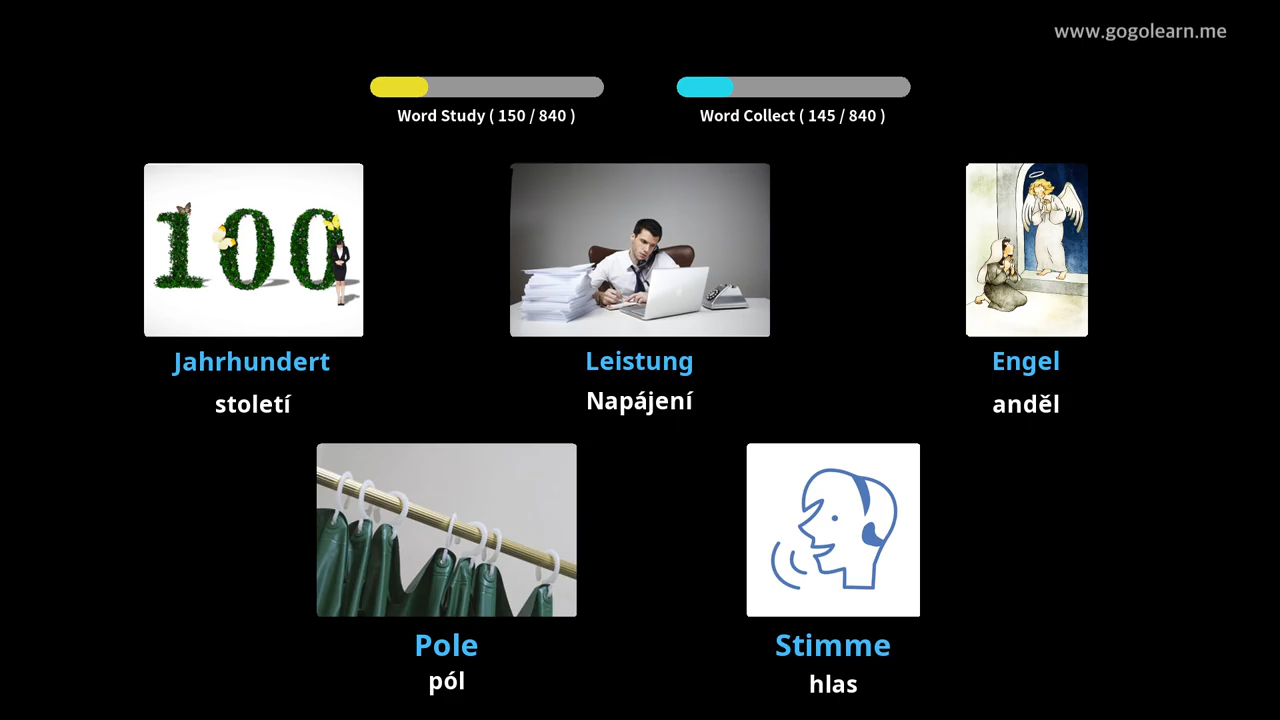 www.gogolearn.me
Word Study ( 150 / 840 )
Word Collect ( 145 / 840 )
100
Jahrhundert
Leistung
Engel
století
Napájení
anděl
Pole
Stimme
pól
hlas